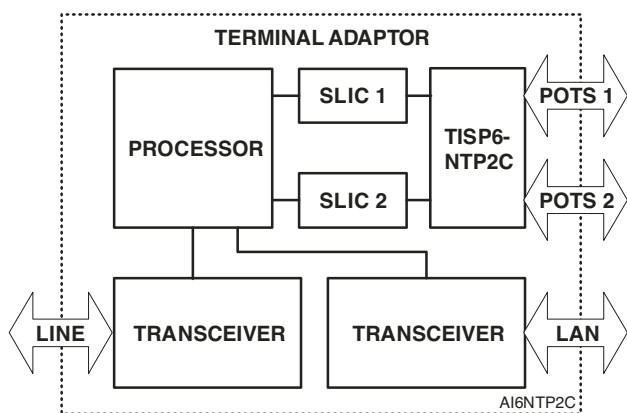 TERMINAL ADAPTOR
SLIC 1
POTS 1
PROCESSOR
TISP6-
NTP2C
SLIC 2
POTS 2
LINE
TRANSCEIVER
TRANSCEIVER
LAN
AI6NTP2C